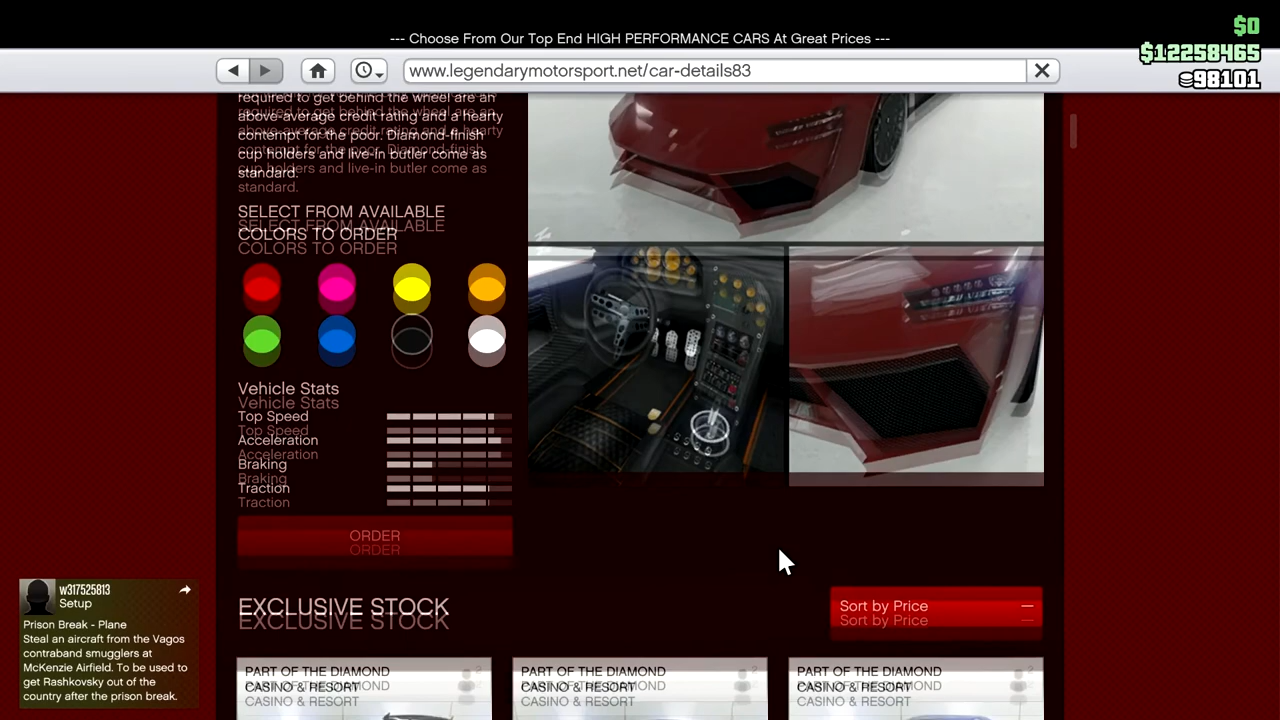 --- Choose From Our Top End HIGH PERFORMANCE CARS At Great Prices ---
$0
$12258465
98101
www.legendarymotorsport.net/car-details83
required to get behind the wheel are an
above-average credit rating and a hearty
contempt for the poor. Diamond-finish
cup holders and live-in butler come as
standard.
SELECT FROM AVAILABLE
COLORS TO ORDER
Vehicle Stats
Top Speed
Acceleration
Braking
Traction
ORDER
EXCLUSIVE STOCK
Sort by Price
PART OF THE DIAMOND
CASINO & RESORT
2
PART OF THE DIAMOND
CASINO & RESORT
2
PART OF THE DIAMOND
CASINO & RESORT
2
w317525813
Setup
Prison Break - Plane
Steal an aircraft from the Vagos
contraband smugglers at
McKenzie Airfield. To be used to
get Rashkovsky out of the
country after the prison break.